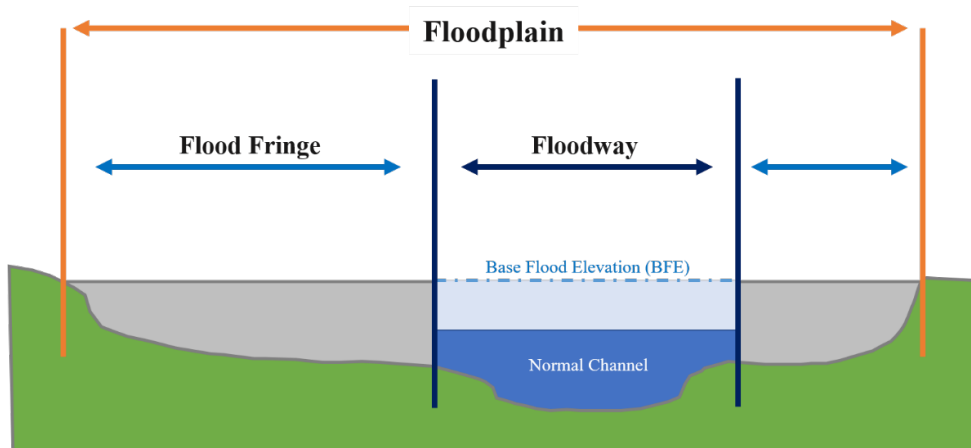 Floodplain
Flood Fringe
Floodway
Base Flood Elevation (BFE)
Normal Channel